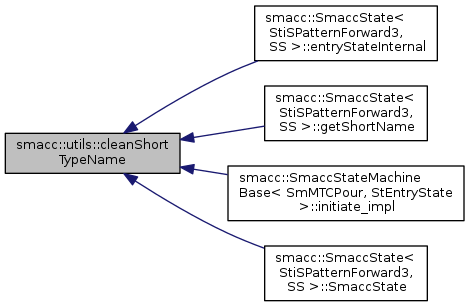 smacc::SmaccState<
StiSPatternForward3,
SS >::entryStateInternal
smacc::SmaccState<
StiSPatternForward3,
SS >::getShortName
smacc::utils::cleanShort
TypeName
smacc::SmaccStateMachine
Base< SmMTCPour, StEntryState
>::initiate_impl
smacc::SmaccState<
StiSPatternForward3,
SS >::SmaccState